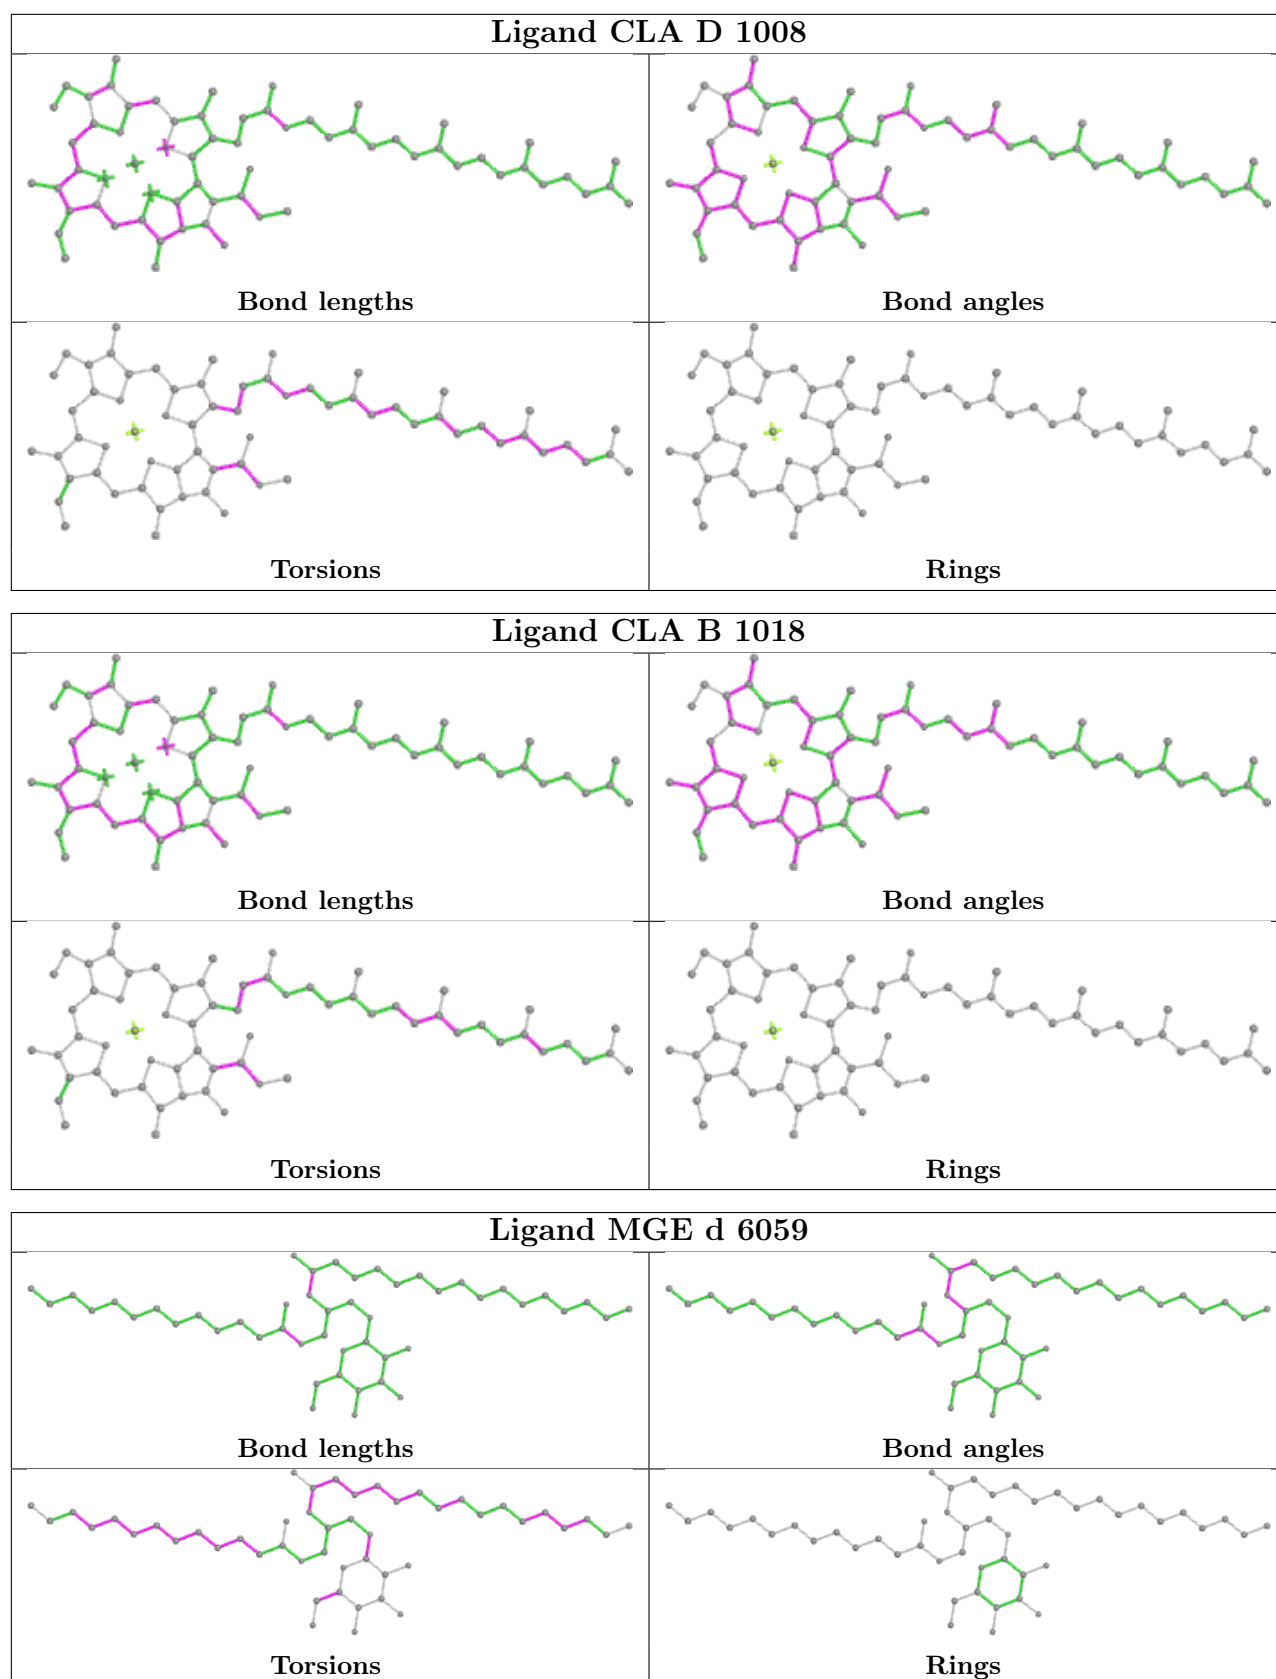 Ligand CLA D 1008
Bond lengths
Bond angles
Torsions
Rings
Ligand CLA B 1018
Bond lengths
Bond angles
Torsions
Rings
Ligand MGE d 6059
Bond lengths
Bond angles
Torsions
Rings